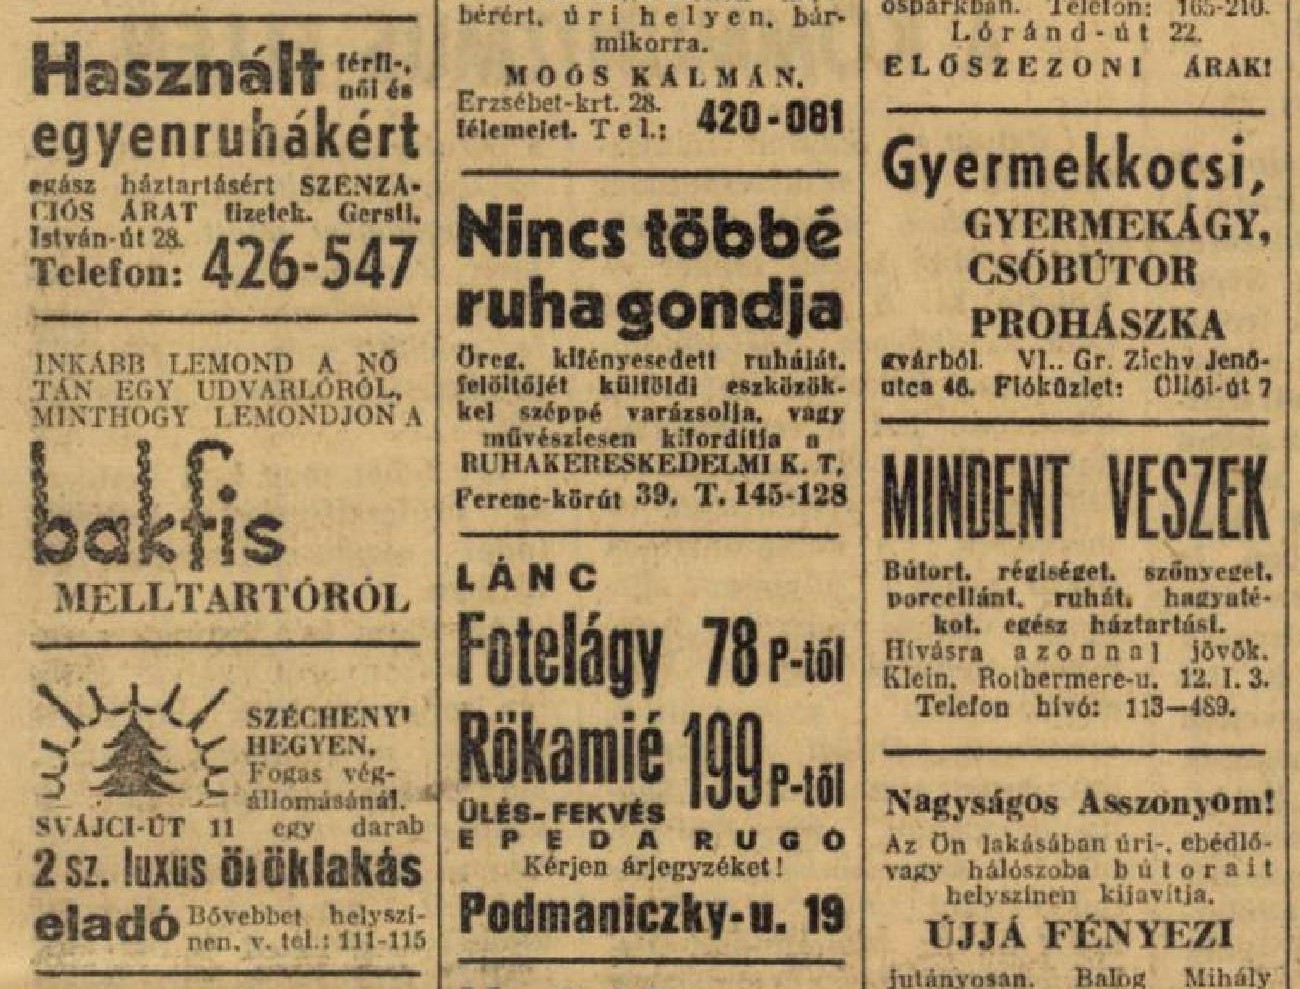 Használt férfi-,
női és
egyenruhákért
egász háztartásért SZENZÁ-
CIÓS ÁRAT fizetek. Gerstl,
István-út 28.
Telefon: 426-547
INKÁBB LEMOND A NŐ
TÁN EGY UDVARLÓRÓL,
MINTHOGY LEMONDJON A
bakfis
MELLTARTÓRÓL
SZÉCHENYI
HEGYEN,
Fogas vég-
állomásánál.
SVÁJCI-ÚT 11 egy darab
2 sz. luxus öröklakás
eladó Bővebbet helyszí-
nen, v. tel.: 111-115
bérért, úri helyen, bár-
mikorra.
MOÓS KÁLMÁN,
Erzsébet-krt. 28.
félemelet. Tel.: 420-081
Nincs többé
ruha gondja
Öreg, kifényesedett ruháját,
felöltőjét külföldi eszközök-
kel széppé varázsolja, vagy
művésziesen kifordítja a
RUHAKERESKEDELMI K. T.
Ferenc-körút 39. T. 145-128
LÁNC
Fotelágy 78 P-től
Rökamié 199 P-től
ÜLÉS-FEKVÉS
EPEDA RUGÓ
Kérjen árjegyzéket!
Podmaniczky-u. 19
ósparkban. Telefon: 165-210.
Lóránd-út 22.
ELŐSZEZONI ÁRAK!
Gyermekkocsi,
GYERMEKÁGY,
CSŐBÚTOR
PROHÁSZKA
gyárból. VI., Gr. Zichy Jenő-
utca 46. Fióküzlet: Üllői-út 7
MINDENT VESZEK
Bútort, régiséget, szőnyeget,
porcellánt, ruhát, hagyaté-
kot, egész háztartást.
Hívásra azonnal jövök.
Klein, Rothermere-u. 12. I. 3.
Telefon hívó: 113—489.
Nagyságos Asszonyom!
Az Ön lakásában úri-, ebédlő-
vagy hálószoba bútorait
helyszínen kijavítja,
ÚJJÁ FÉNYEZI
jutányosan. Balog Mihály